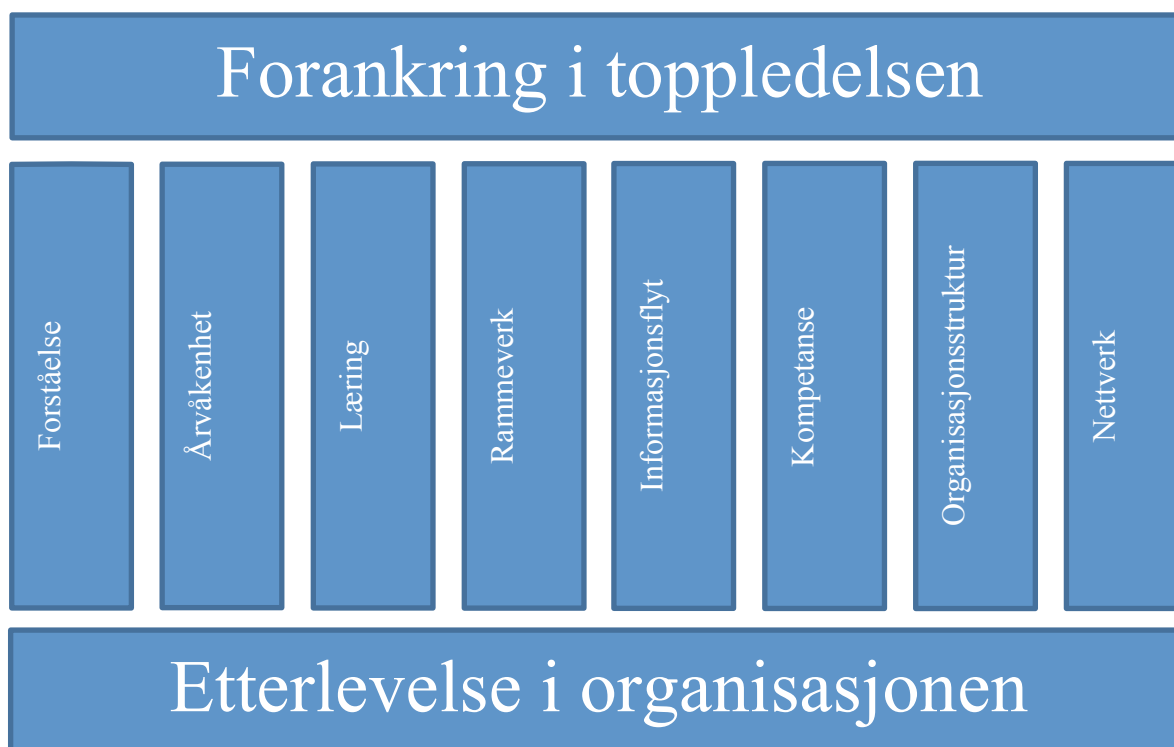 Forankring i toppledelsen
Forståelse
Årvåkenhet
Læring
Rammeverk
Informasjonsflyt
Kompetanse
Organisasjonsstruktur
Nettverk
Etterlevelse i organisasjonen